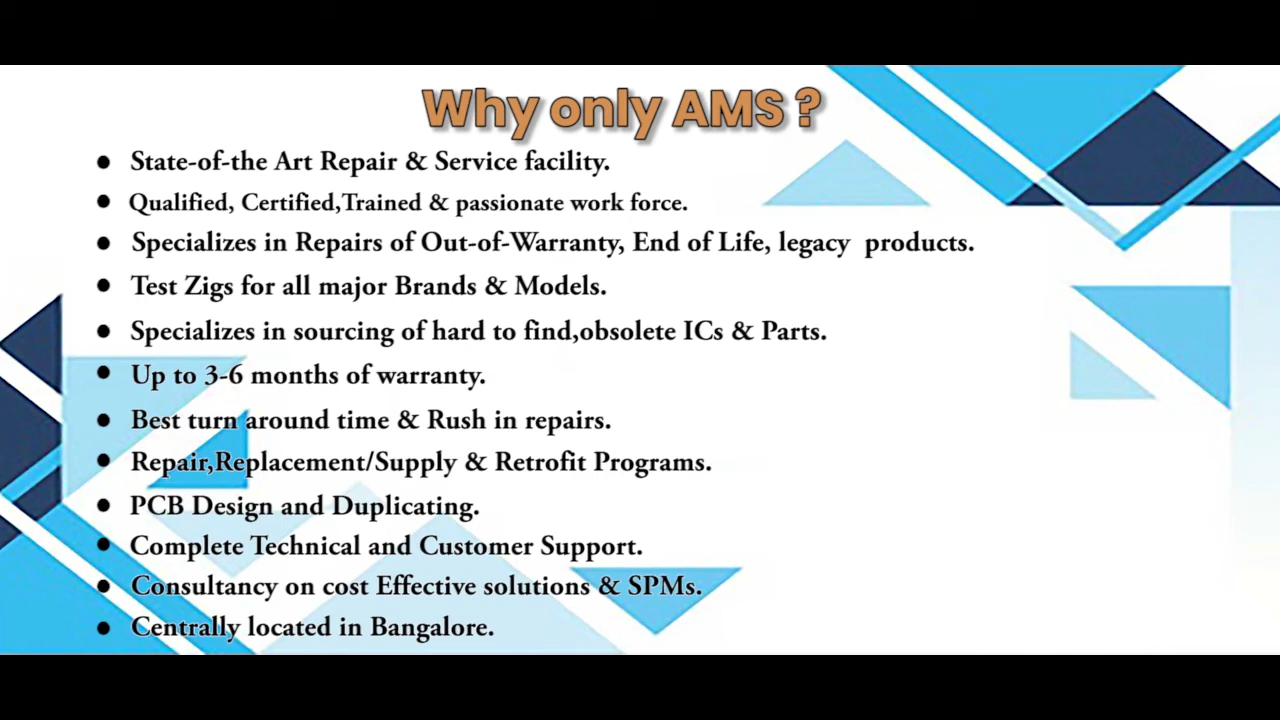 Why only AMS ?
● State-of-the Art Repair & Service facility.
● Qualified, Certified,Trained & passionate work force.
● Specializes in Repairs of Out-of-Warranty, End of Life, legacy  products.
● Test Zigs for all major Brands & Models.
● Specializes in sourcing of hard to find,obsolete ICs & Parts.
● Up to 3-6 months of warranty.
● Best turn around time & Rush in repairs.
● Repair,Replacement/Supply & Retrofit Programs.
● PCB Design and Duplicating.
● Complete Technical and Customer Support.
● Consultancy on cost Effective solutions & SPMs.
● Centrally located in Bangalore.